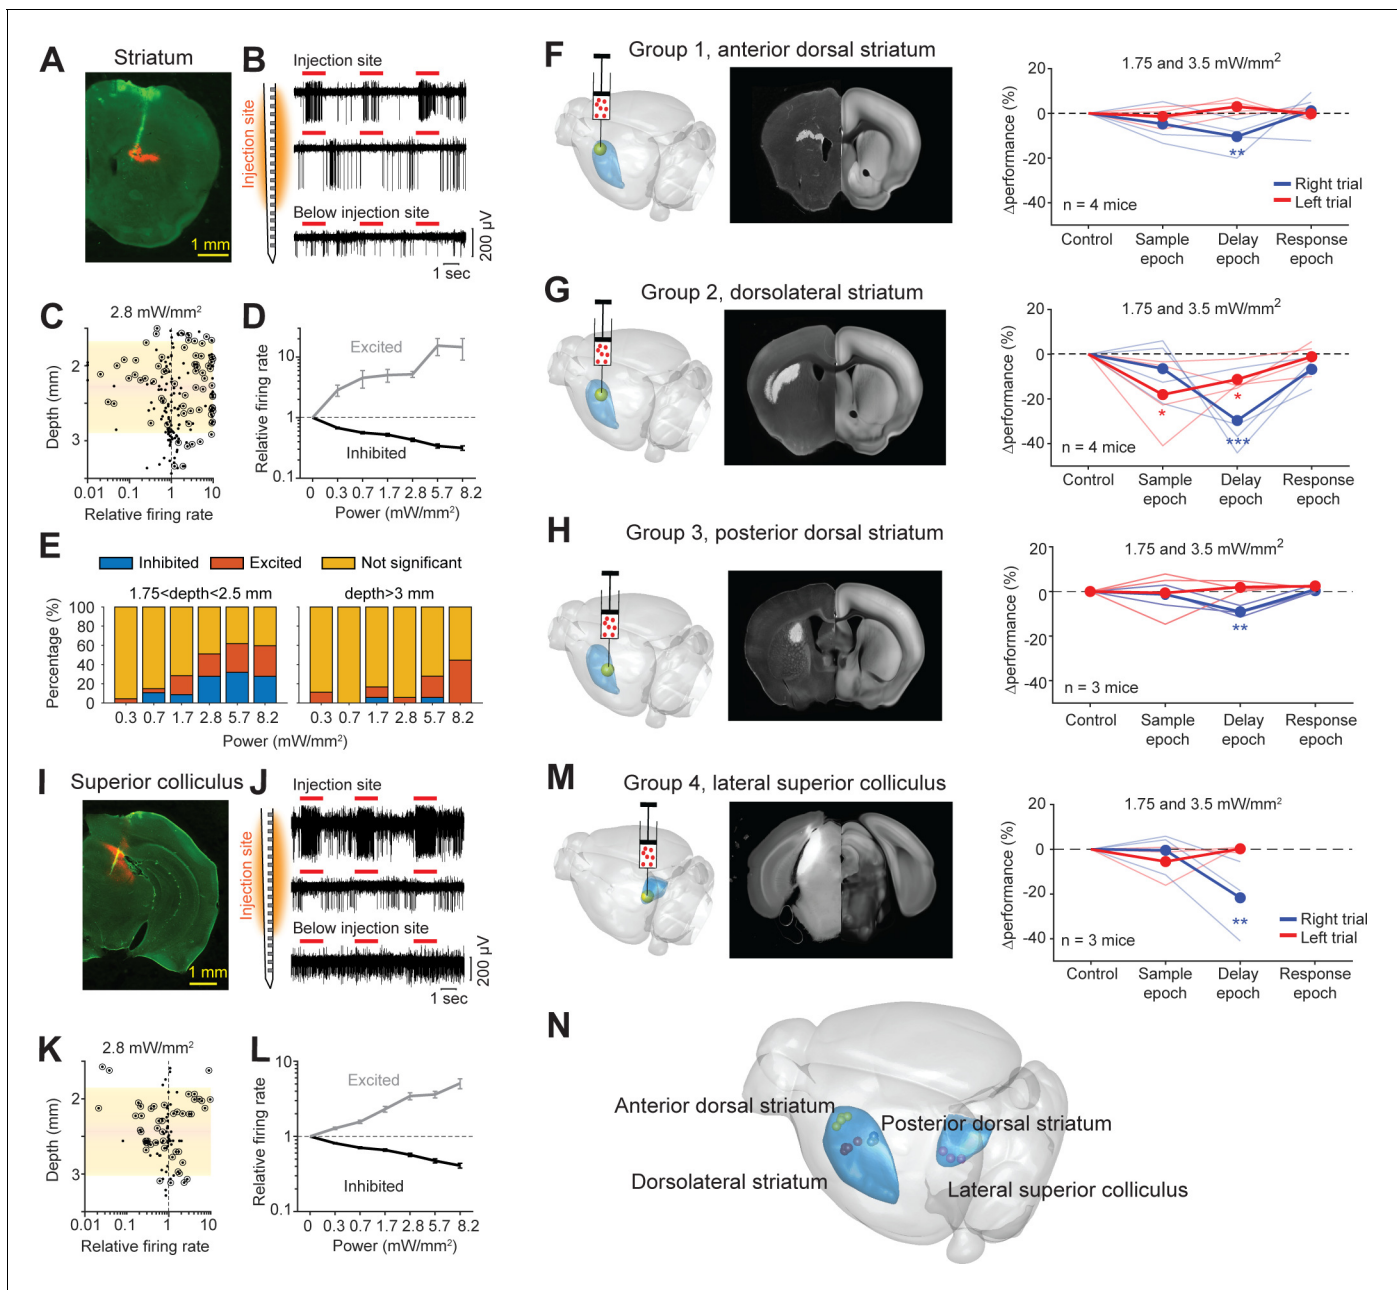 A
Striatum
1 mm
B
Injection site
Injection site
Below injection site
200 µV
1 sec
C
2.8 mW/mm²
Depth (mm)
2
3
0.01
0.1
1
10
Relative firing rate
D
Relative firing rate
10
1
0.1
Excited
Inhibited
0
0.3
0.7
1.7
2.8
5.7
8.2
Power (mW/mm²)
E
Inhibited
Excited
Not significant
1.75<depth<2.5 mm
depth>3 mm
Percentage (%)
100
80
60
40
20
0
0.3
0.7
1.7
2.8
5.7
8.2
0.3
0.7
1.7
2.8
5.7
8.2
Power (mW/mm²)
F
Group 1, anterior dorsal striatum
1.75 and 3.5 mW/mm²
Δperformance (%)
20
0
-20
-40
**
Right trial
Left trial
n = 4 mice
Control
Sample epoch
Delay epoch
Response epoch
G
Group 2, dorsolateral striatum
1.75 and 3.5 mW/mm²
Δperformance (%)
20
0
-20
-40
*
*
***
n = 4 mice
Control
Sample epoch
Delay epoch
Response epoch
H
Group 3, posterior dorsal striatum
1.75 and 3.5 mW/mm²
Δperformance (%)
20
0
-20
-40
**
n = 3 mice
Control
Sample epoch
Delay epoch
Response epoch
I
Superior colliculus
1 mm
J
Injection site
Injection site
Below injection site
200 µV
1 sec
K
2.8 mW/mm²
Depth (mm)
2
3
0.01
0.1
1
10
Relative firing rate
L
Relative firing rate
10
1
0.1
Excited
Inhibited
0
0.3
0.7
1.7
2.8
5.7
8.2
Power (mW/mm²)
M
Group 4, lateral superior colliculus
1.75 and 3.5 mW/mm²
Δperformance (%)
20
0
-20
-40
**
Right trial
Left trial
n = 3 mice
Control
Sample epoch
Delay epoch
Response epoch
N
Anterior dorsal striatum
Posterior dorsal striatum
Dorsolateral striatum
Lateral superior colliculus